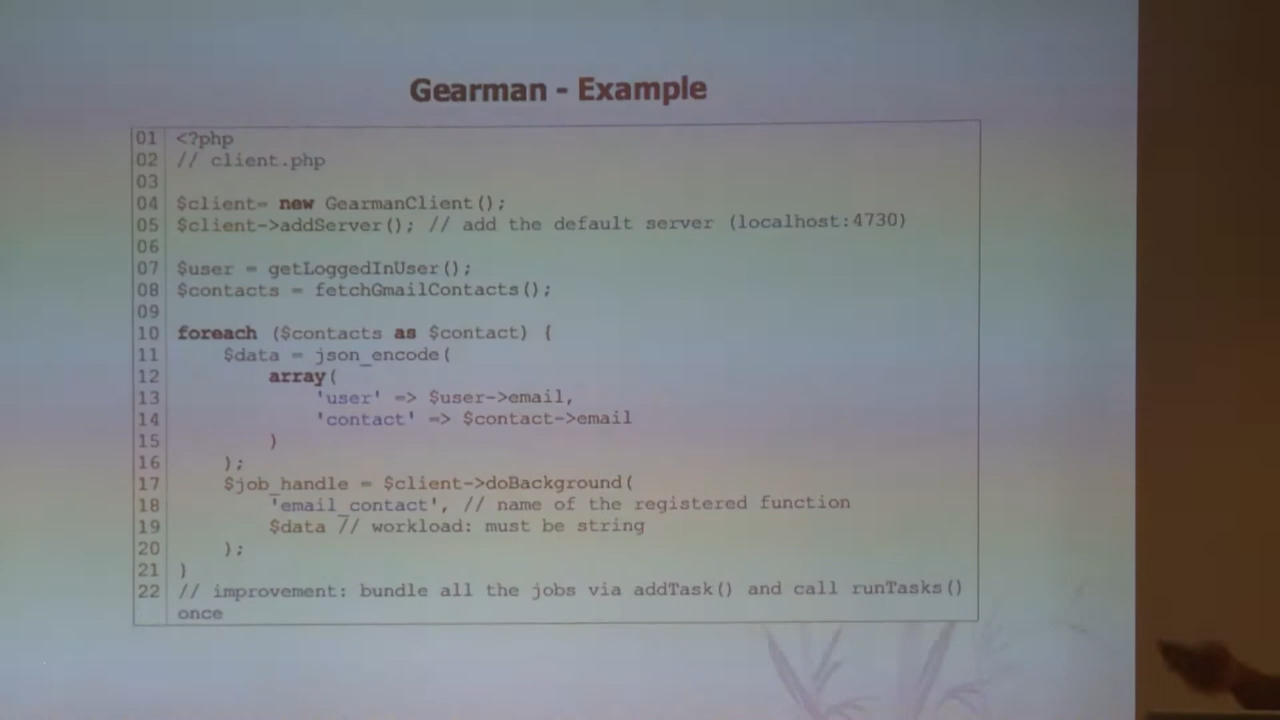 Gearman - Example
01 <?php
02 // client.php
03
04 $client= new GearmanClient();
05 $client->addServer(); // add the default server (localhost:4730)
06
07 $user = getLoggedInUser();
08 $contacts = fetchGmailContacts();
09
10 foreach ($contacts as $contact) {
11     $data = json_encode(
12         array(
13             'user' => $user->email,
14             'contact' => $contact->email
15         )
16     );
17     $job_handle = $client->doBackground(
18         'email_contact', // name of the registered function
19         $data // workload: must be string
20     );
21 }
22 // improvement: bundle all the jobs via addTask() and call runTasks()
once